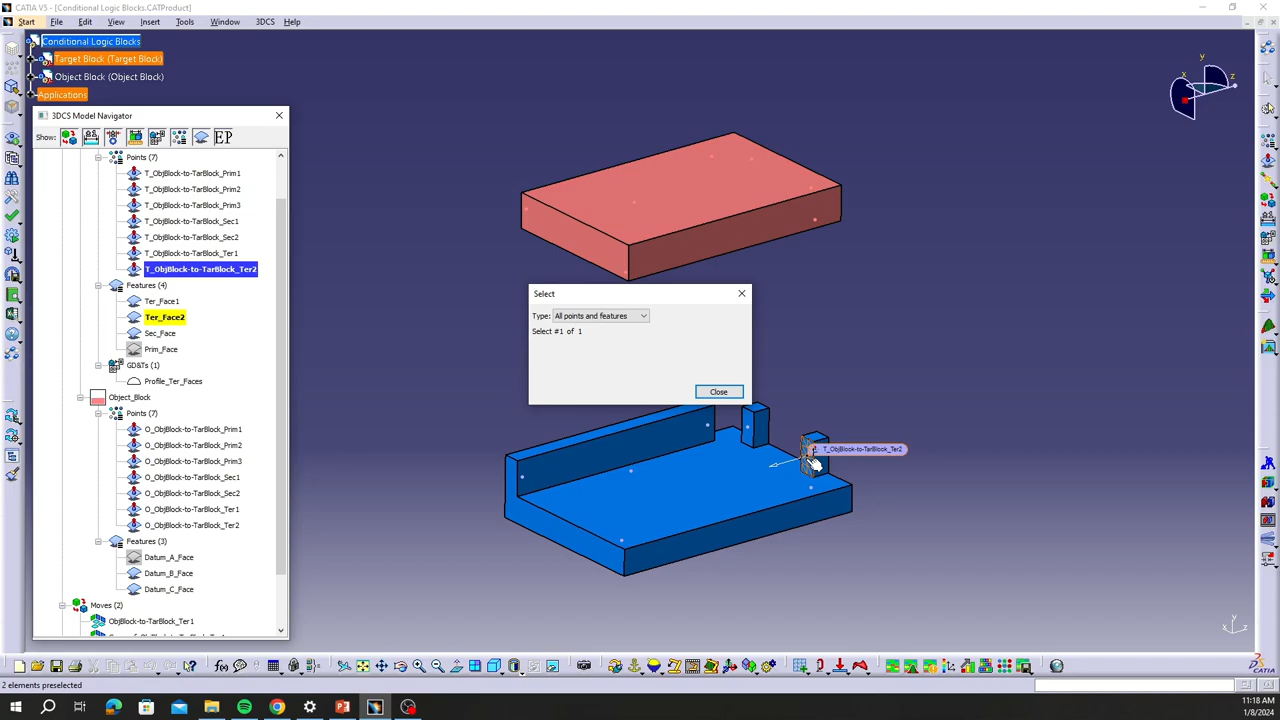 CATIA V5 - [Conditional Logic Blocks.CATProduct]
Start File Edit View Insert Tools Window 3DCS Help
Conditional Logic Blocks
Target Block (Target Block)
Object Block (Object Block)
Applications
3DCS Model Navigator
Show: EP
Points (7)
T_ObjBlock-to-TarBlock_Prim1
T_ObjBlock-to-TarBlock_Prim2
T_ObjBlock-to-TarBlock_Prim3
T_ObjBlock-to-TarBlock_Sec1
T_ObjBlock-to-TarBlock_Sec2
T_ObjBlock-to-TarBlock_Ter1
T_ObjBlock-to-TarBlock_Ter2
Features (4)
Ter_Face1
Ter_Face2
Sec_Face
Prim_Face
GD&Ts (1)
Profile_Ter_Faces
Object_Block
Points (7)
O_ObjBlock-to-TarBlock_Prim1
O_ObjBlock-to-TarBlock_Prim2
O_ObjBlock-to-TarBlock_Prim3
O_ObjBlock-to-TarBlock_Sec1
O_ObjBlock-to-TarBlock_Sec2
O_ObjBlock-to-TarBlock_Ter1
O_ObjBlock-to-TarBlock_Ter2
Features (3)
Datum_A_Face
Datum_B_Face
Datum_C_Face
Moves (2)
ObjBlock-to-TarBlock_Ter1
Select
Type: All points and features
Select #1 of 1
Close
T_ObjBlock-to-TarBlock_Ter2
y
x
z
y
x z
f(x)
CATIA
2 elements preselected
11:18 AM
1/8/2024